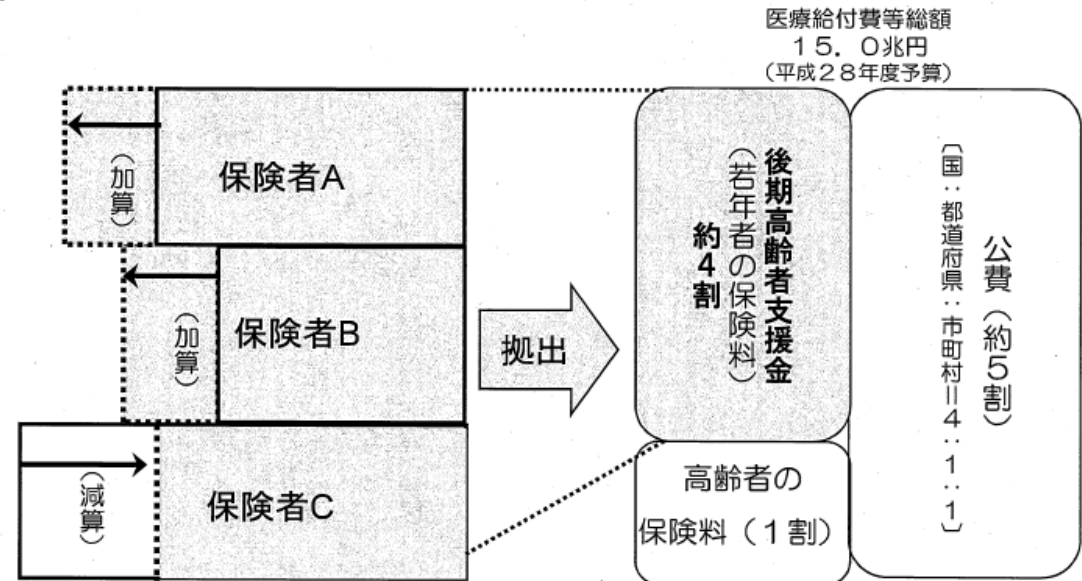 医療給付費等総額
15.0兆円
(平成28年度予算)
保険者A
(加算)
保険者B
(加算)
保険者C
(減算)
拠出
後期高齢者支援金
(若年者の保険料)
約4割
高齢者の
保険料(1割)
公費(約5割)
〔国:都道府県:市町村=4:1:1〕